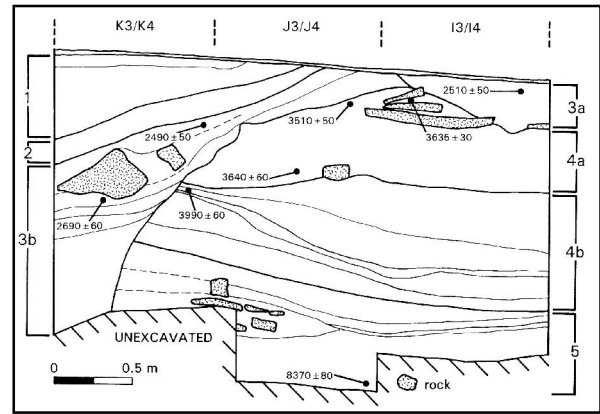 K3/K4 J3/J4 I3/I4
1
2
3b
3a
4a
4b
5
2510±50
2490±50
3510±50
3635±30
3640±60
3990±60
2690±60
UNEXCAVATED
0 0.5 m
8370±80
rock